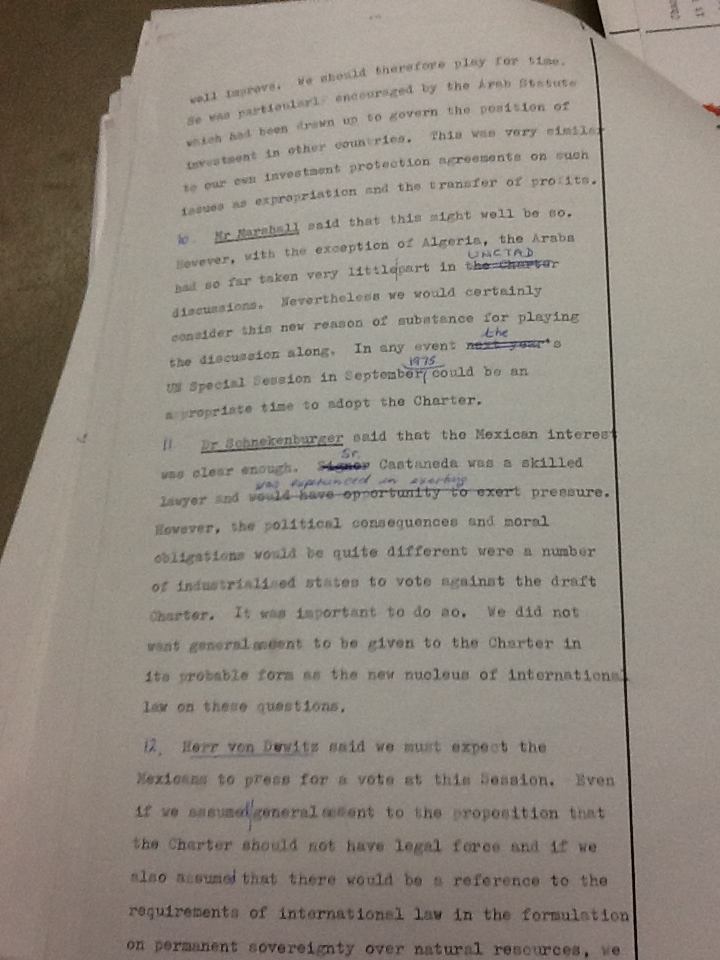 well improve. We should therefore play for time.
He was particularl encouraged by the Arab Statute
which had been drawn up to govern the position of
investment in other countries. This was very similar
to our own investment protection agreements on such
issues as expropriation and the transfer of profits.
10. Mr Marshall said that this might well be so.
However, with the exception of Algeria, the Arabs
UNCTAD
had so far taken very little part in the Charter
discussions. Nevertheless we would certainly
consider this new reason of substance for playing
the
the discussion along. In any event next year's
1975
UN Special Session in September could be an
appropriate time to adopt the Charter.
11 Dr Schnekenburger said that the Mexican interest
Sr.
was clear enough. Signor Castaneda was a skilled
was experienced in exerting
lawyer and would have opportunity to exert pressure.
However, the political consequences and moral
obligations would be quite different were a number
of industrialised states to vote against the draft
Charter. It was important to do so. We did not
want general assent to be given to the Charter in
its probable form as the new nucleus of international
law on these questions.
12. Herr von Dewitz said we must expect the
Mexicans to press for a vote at this Session. Even
if we assumed general assent to the proposition that
the Charter should not have legal force and if we
also assumed that there would be a reference to the
requirements of international law in the formulation
on permanent sovereignty over natural resources, we